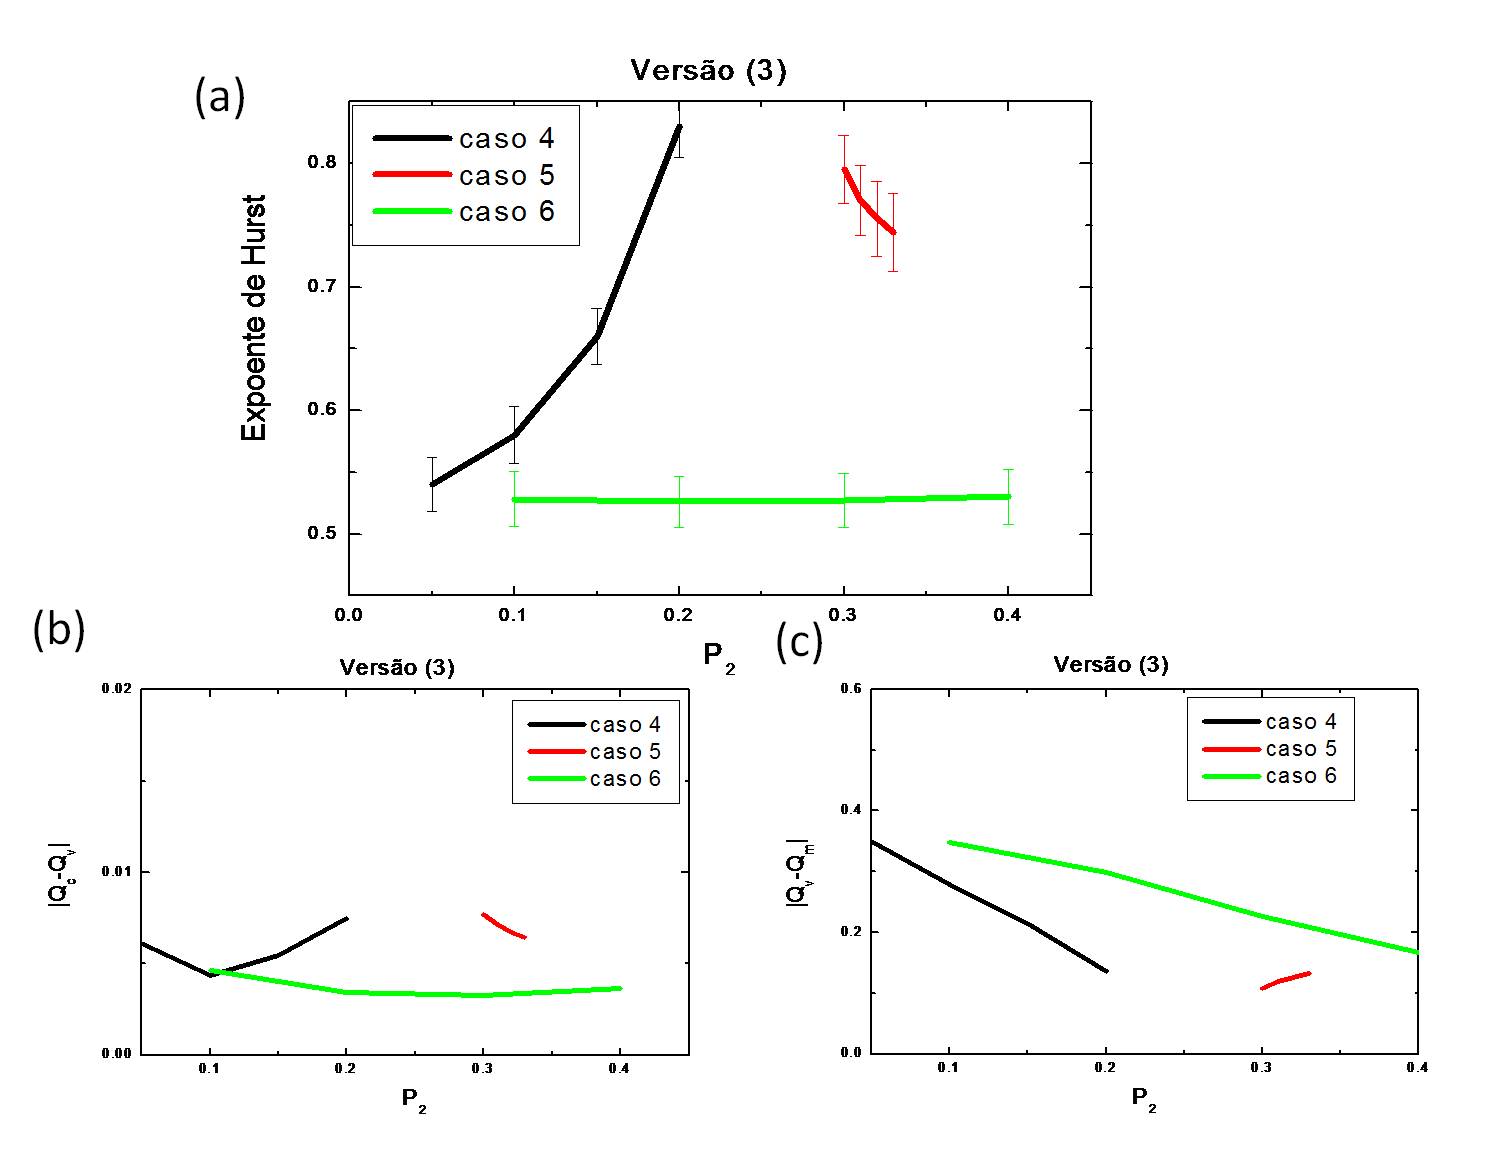 (a)
Versão (3)
caso 4
caso 5
caso 6
Expoente de Hurst
0.8
0.7
0.6
0.5
0.0 0.1 0.2 0.3 0.4
P2
(b)
Versão (3)
caso 4
caso 5
caso 6
|Qc-Qv|
0.02
0.01
0.00
0.1 0.2 0.3 0.4
P2
(c)
Versão (3)
caso 4
caso 5
caso 6
|Qv-Qm|
0.6
0.4
0.2
0.0
0.1 0.2 0.3 0.4
P2